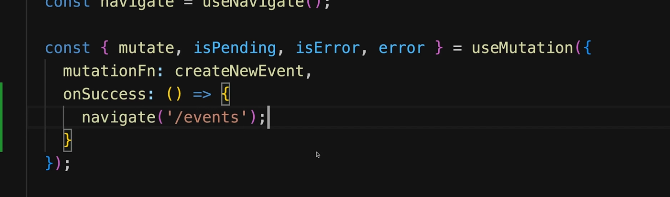 const navigate = useNavigate();
const { mutate, isPending, isError, error } = useMutation({
mutationFn: createNewEvent,
onSuccess: () => {
navigate('/events');
}
});